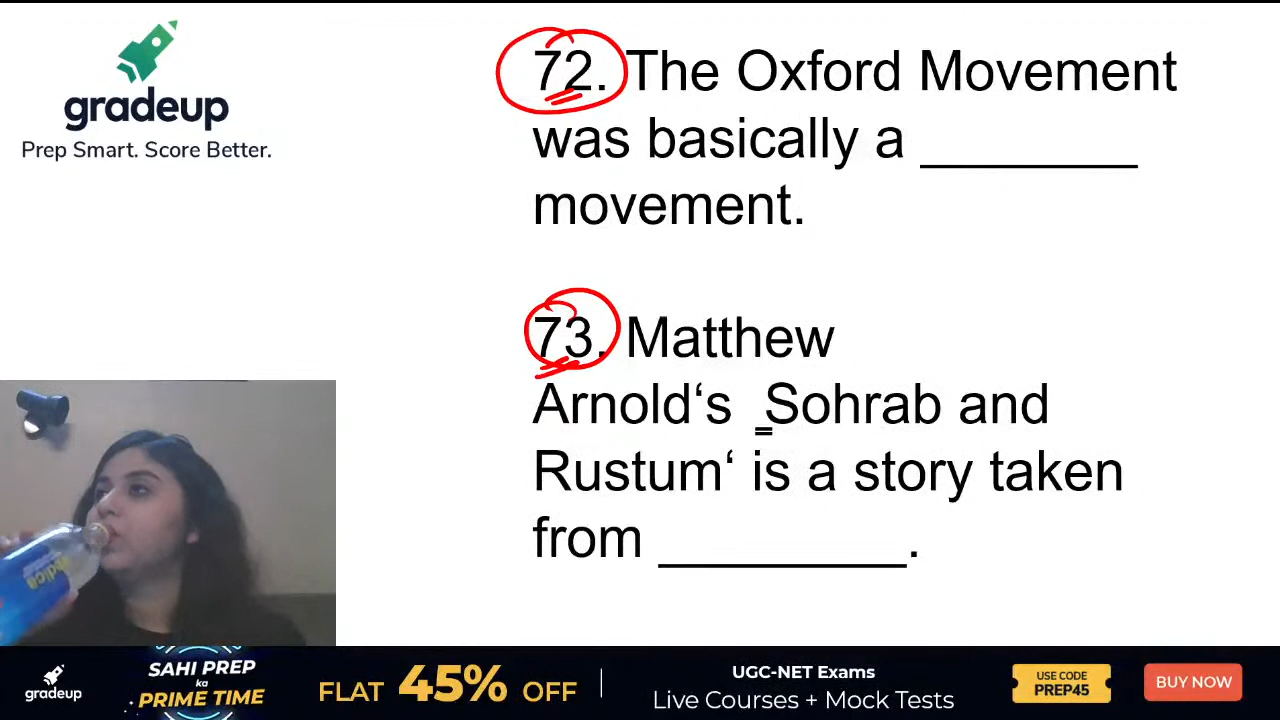 gradeup
Prep Smart. Score Better.
72. The Oxford Movement
was basically a ________
movement.
73. Matthew
Arnold‘s _Sohrab and
Rustum‘ is a story taken
from _________.
gradeup
SAHI PREP
ka
PRIME TIME
FLAT 45% OFF
UGC-NET Exams
Live Courses + Mock Tests
USE CODE
PREP45
BUY NOW